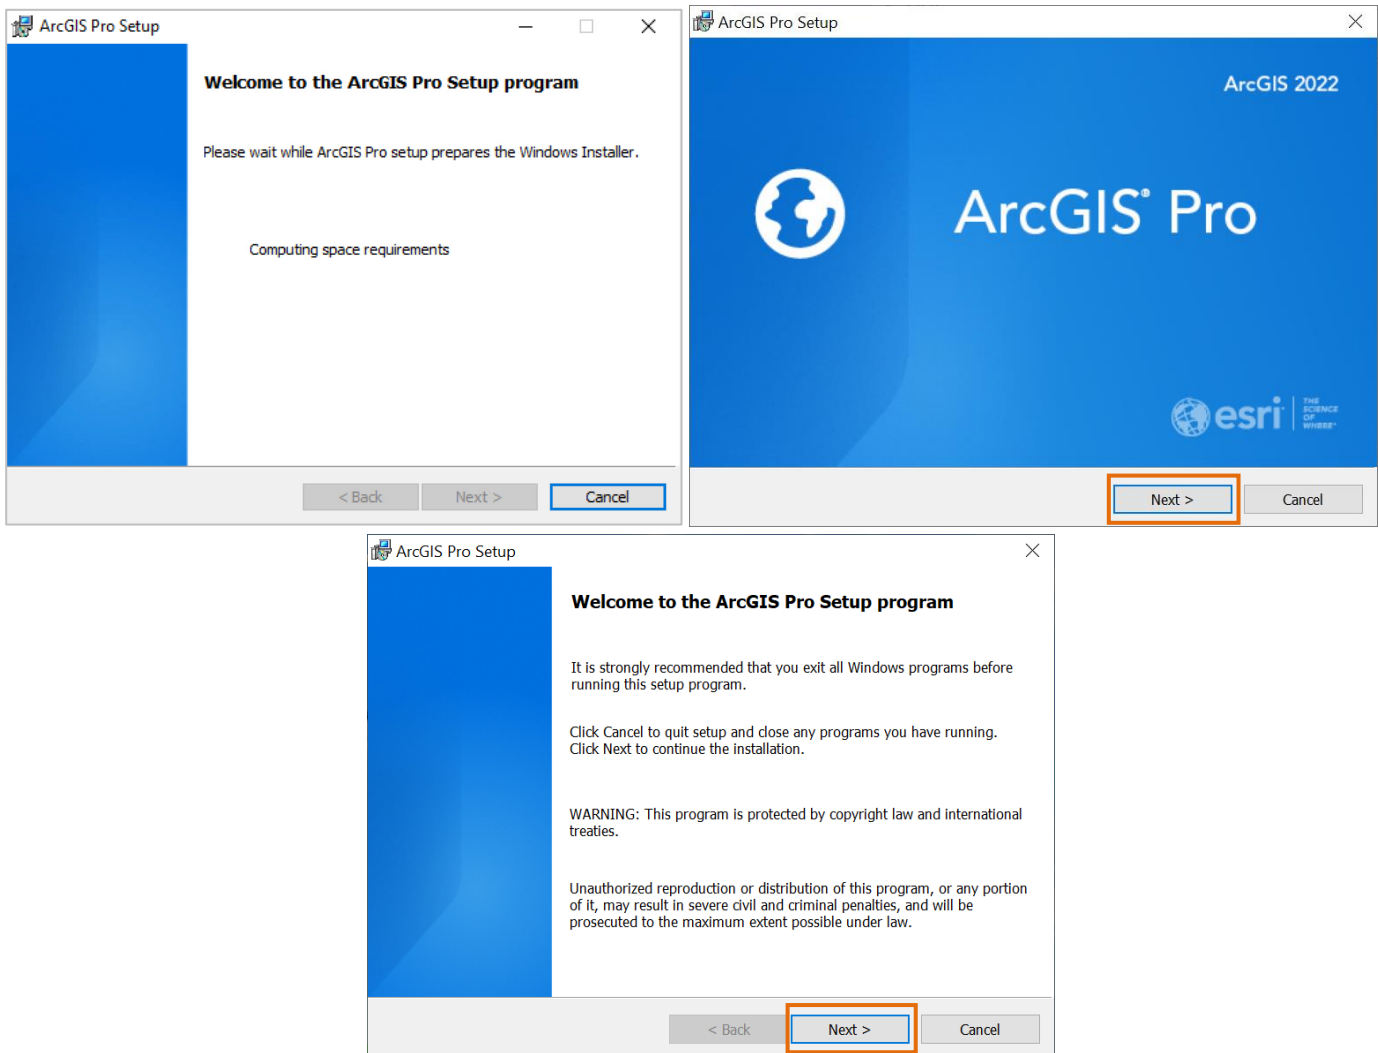 ArcGIS Pro Setup
Welcome to the ArcGIS Pro Setup program
Please wait while ArcGIS Pro setup prepares the Windows Installer.
Computing space requirements
< Back
Next >
Cancel
ArcGIS Pro Setup
ArcGIS 2022
ArcGIS® Pro
esri
THE
SCIENCE
OF
WHERE®
Next >
Cancel
ArcGIS Pro Setup
Welcome to the ArcGIS Pro Setup program
It is strongly recommended that you exit all Windows programs before
running this setup program.
Click Cancel to quit setup and close any programs you have running.
Click Next to continue the installation.
WARNING: This program is protected by copyright law and international
treaties.
Unauthorized reproduction or distribution of this program, or any portion
of it, may result in severe civil and criminal penalties, and will be
prosecuted to the maximum extent possible under law.
< Back
Next >
Cancel